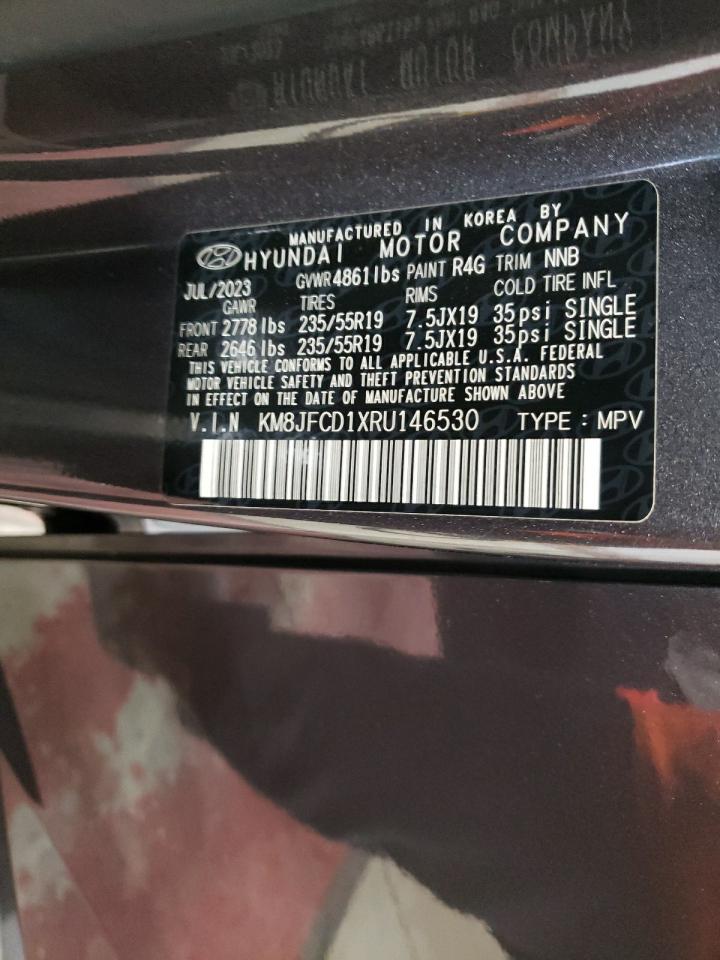 MANUFACTURED IN KOREA BY
HYUNDAI MOTOR COMPANY
JUL/2023 GVWR 4861 lbs PAINT R4G TRIM NNB
GAWR TIRES RIMS COLD TIRE INFL
FRONT 2778 lbs 235/55R19 7.5JX19 35psi SINGLE
REAR 2646 lbs 235/55R19 7.5JX19 35psi SINGLE
THIS VEHICLE CONFORMS TO ALL APPLICABLE U.S.A. FEDERAL
MOTOR VEHICLE SAFETY AND THEFT PREVENTION STANDARDS
IN EFFECT ON THE DATE OF MANUFACTURE SHOWN ABOVE
V.I.N KM8JFCD1XRU146530 TYPE : MPV